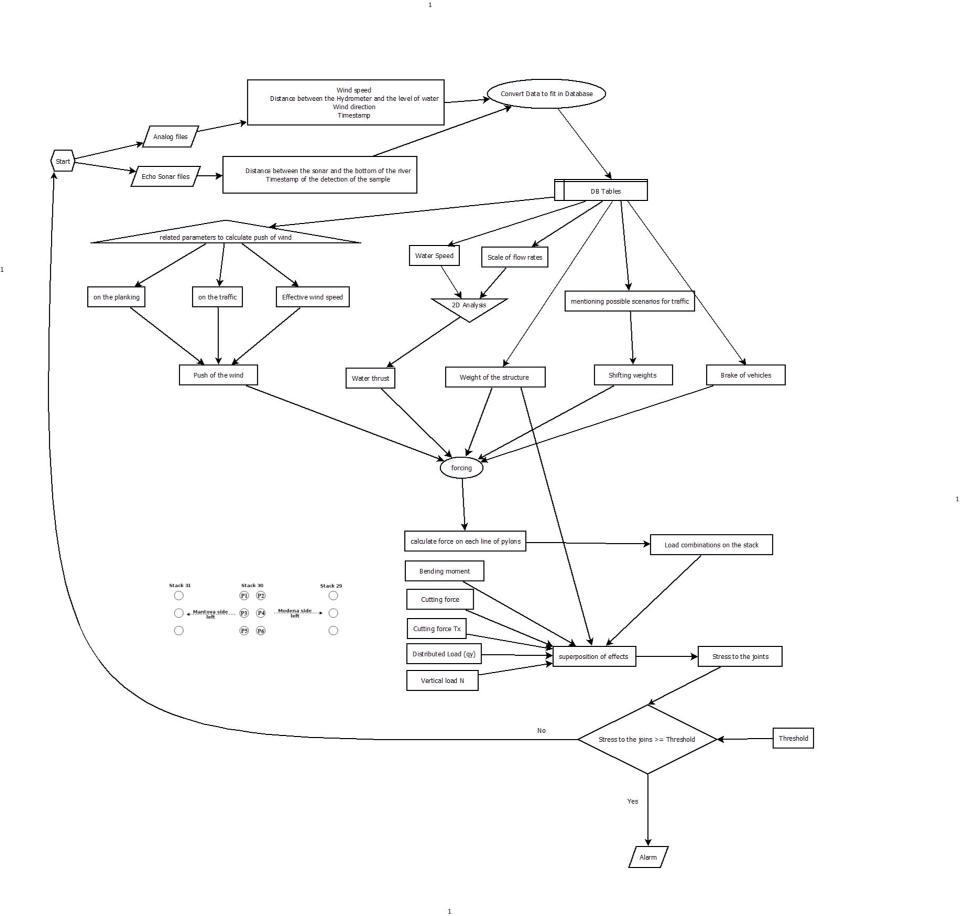 1
Wind speed
Distance between the Hydrometer and the level of water
Wind direction
Timestamp
Convert Data to fit in Database
Analog files
Start
Echo Sonar files
Distance between the sonar and the bottom of the river
Timestamp of the detection of the sample
DB Tables
related parameters to calculate push of wind
Water Speed
Scale of flow rates
1
on the planking
on the traffic
Effective wind speed
2D Analysis
mentioning possible scenarios for traffic
Push of the wind
Water thrust
Weight of the structure
Shifting weights
Brake of vehicles
forcing
1
calculate force on each line of pylons
Load combinations on the stack
Bending moment
Stack 31
Stack 30
Stack 29
P1
P2
Cutting force
Mantova side
left
P3
P4
Modena side
left
Cutting force Tx
P5
P6
Distributed Load (qy)
superposition of effects
Stress to the joints
Vertical load N
No
Stress to the joins >= Threshold
Threshold
Yes
Alarm
1